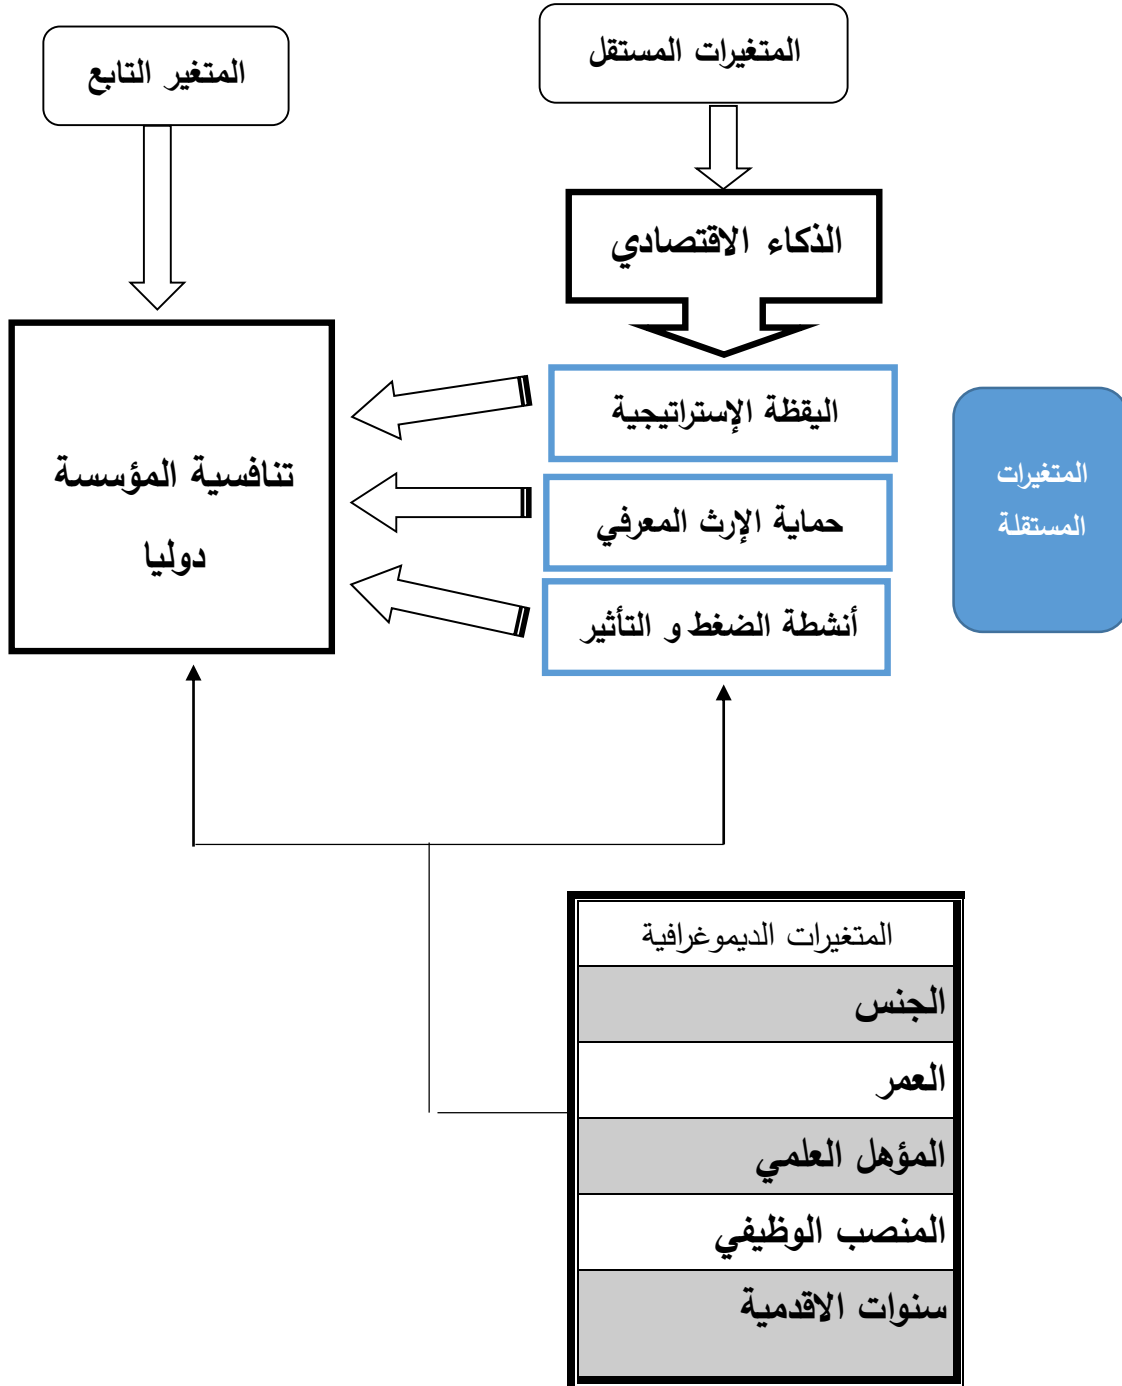 المتغيرات المستقل
المتغير التابع
الذكاء الاقتصادي
اليقظة الإستراتيجية
حماية الإرث المعرفي
أنشطة الضغط و التأثير
المتغيرات
المستقلة
تنافسية المؤسسة
دوليا
المتغيرات الديموغرافية
الجنس
العمر
المؤهل العلمي
المنصب الوظيفي
سنوات الاقدمية